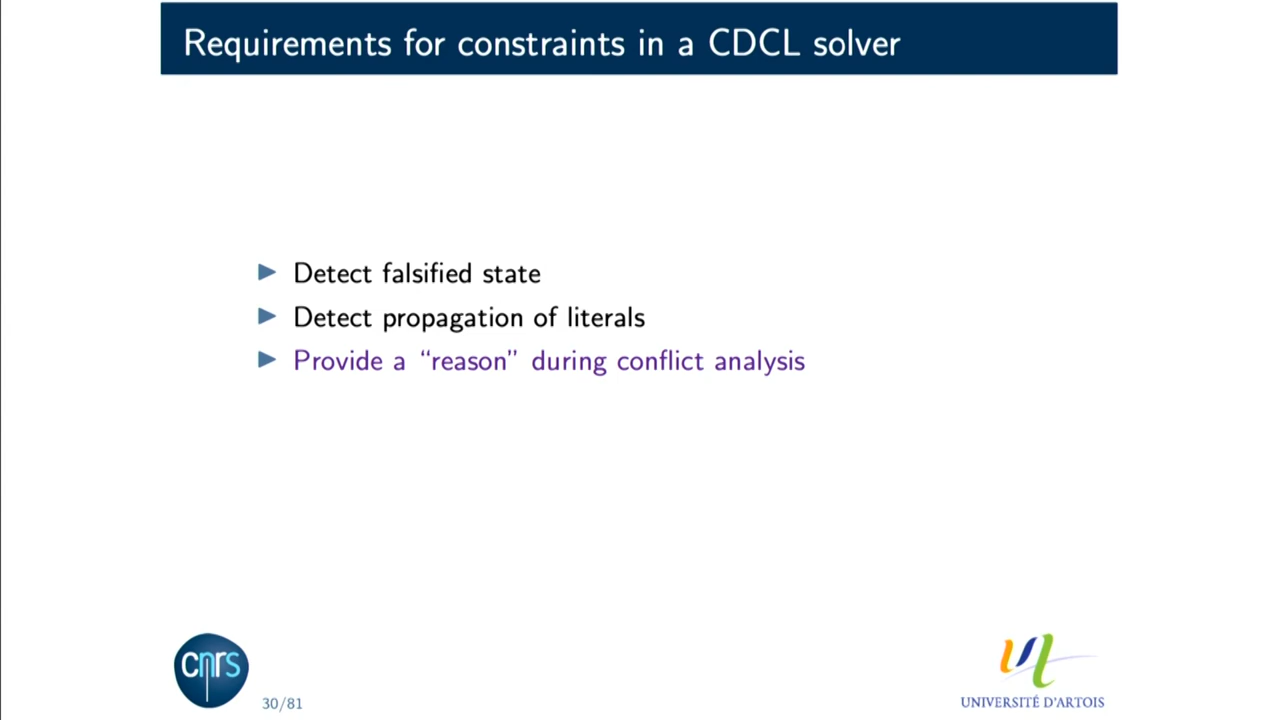 Requirements for constraints in a CDCL solver
Detect falsified state
Detect propagation of literals
Provide a “reason” during conflict analysis
cnrs
30/81
UNIVERSITÉ D'ARTOIS